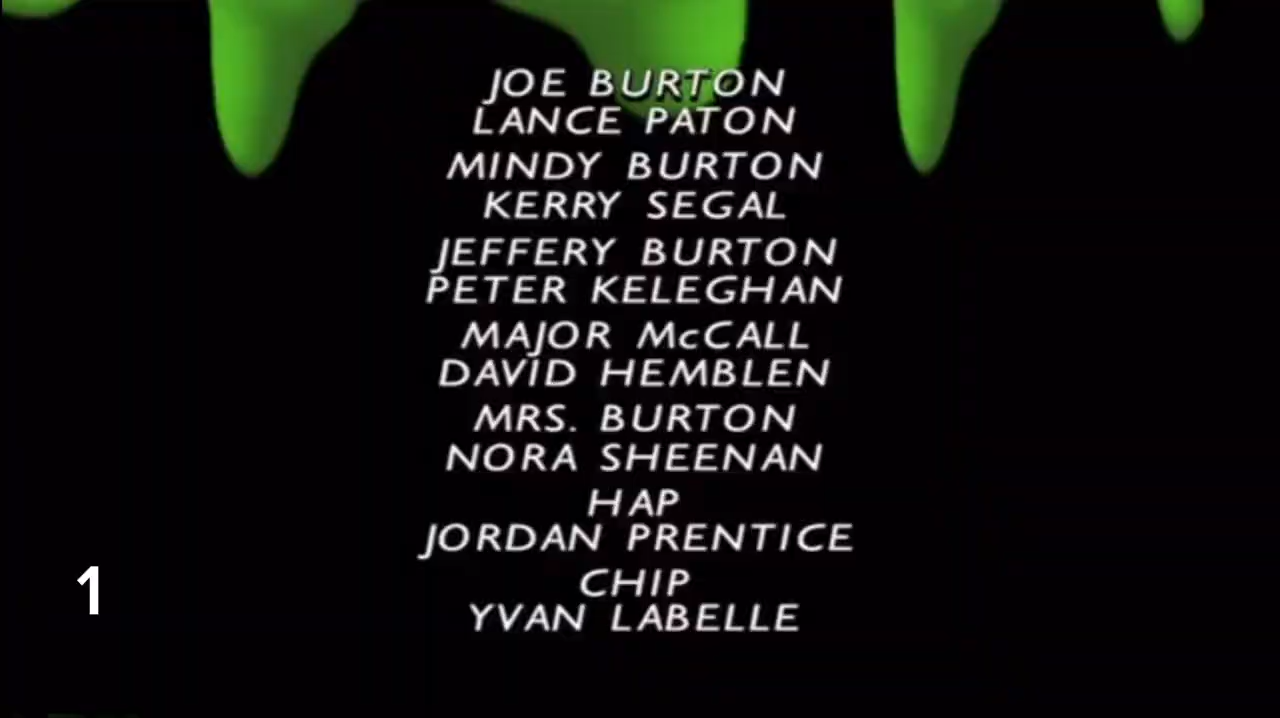 JOE BURTON
LANCE PATON
MINDY BURTON
KERRY SEGAL
JEFFERY BURTON
PETER KELEGHAN
MAJOR McCALL
DAVID HEMBLEN
MRS. BURTON
NORA SHEENAN
HAP
JORDAN PRENTICE
CHIP
YVAN LABELLE
1